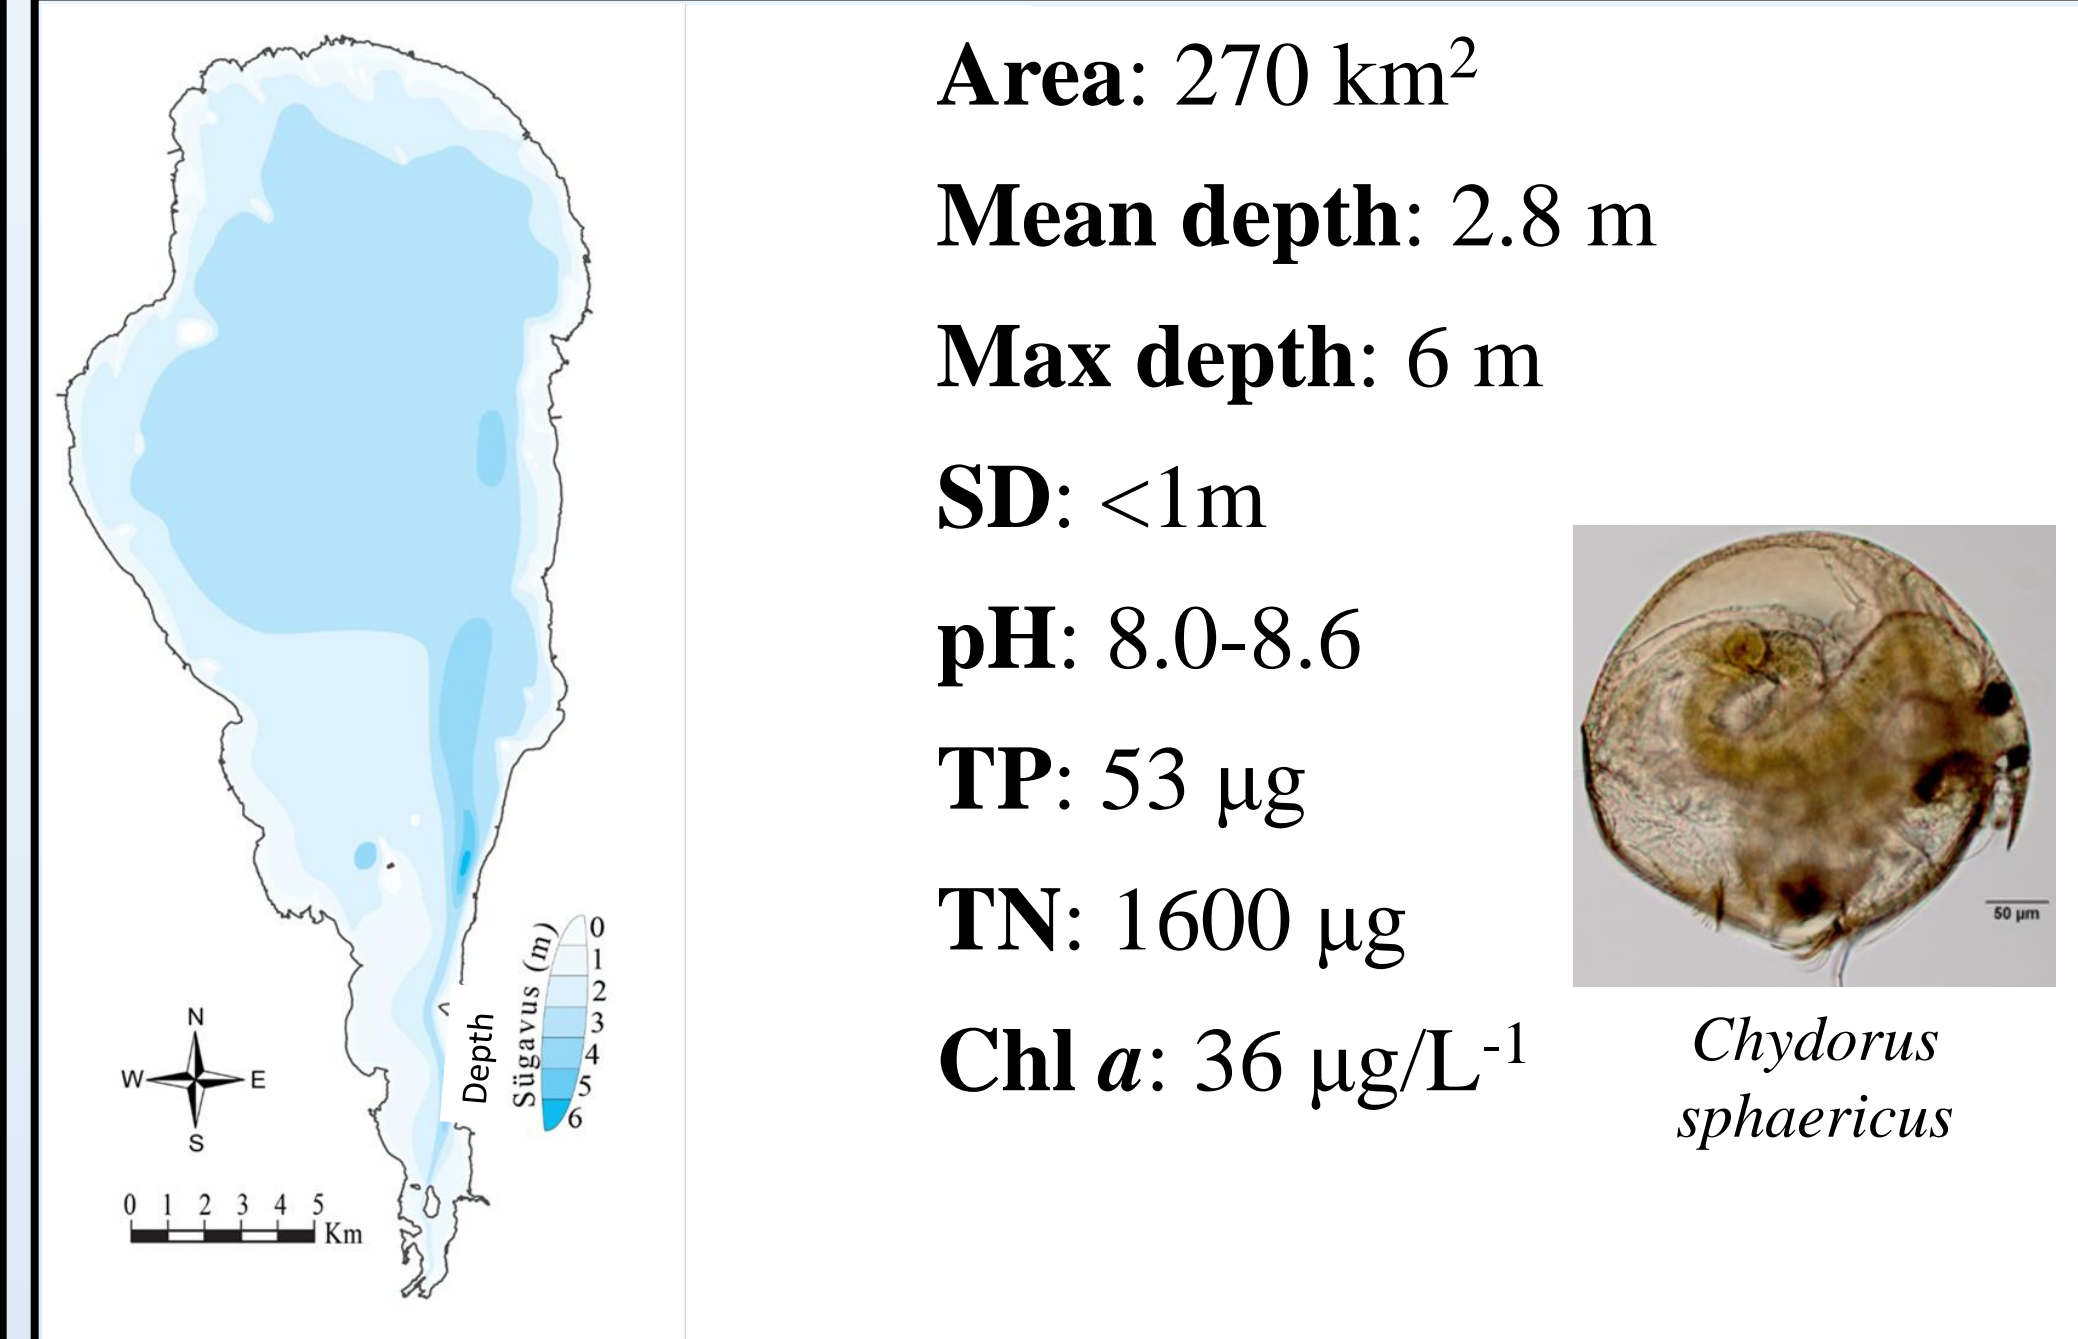 Area: 270 km²
Mean depth: 2.8 m
Max depth: 6 m
SD: <1m
pH: 8.0-8.6
TP: 53 µg
TN: 1600 µg
Chl a: 36 µg/L⁻¹
50 µm
Chydorus
sphaericus
Depth
Sügavus (m)
0
1
2
3
4
5
6
N
W E
S
0 1 2 3 4 5
Km